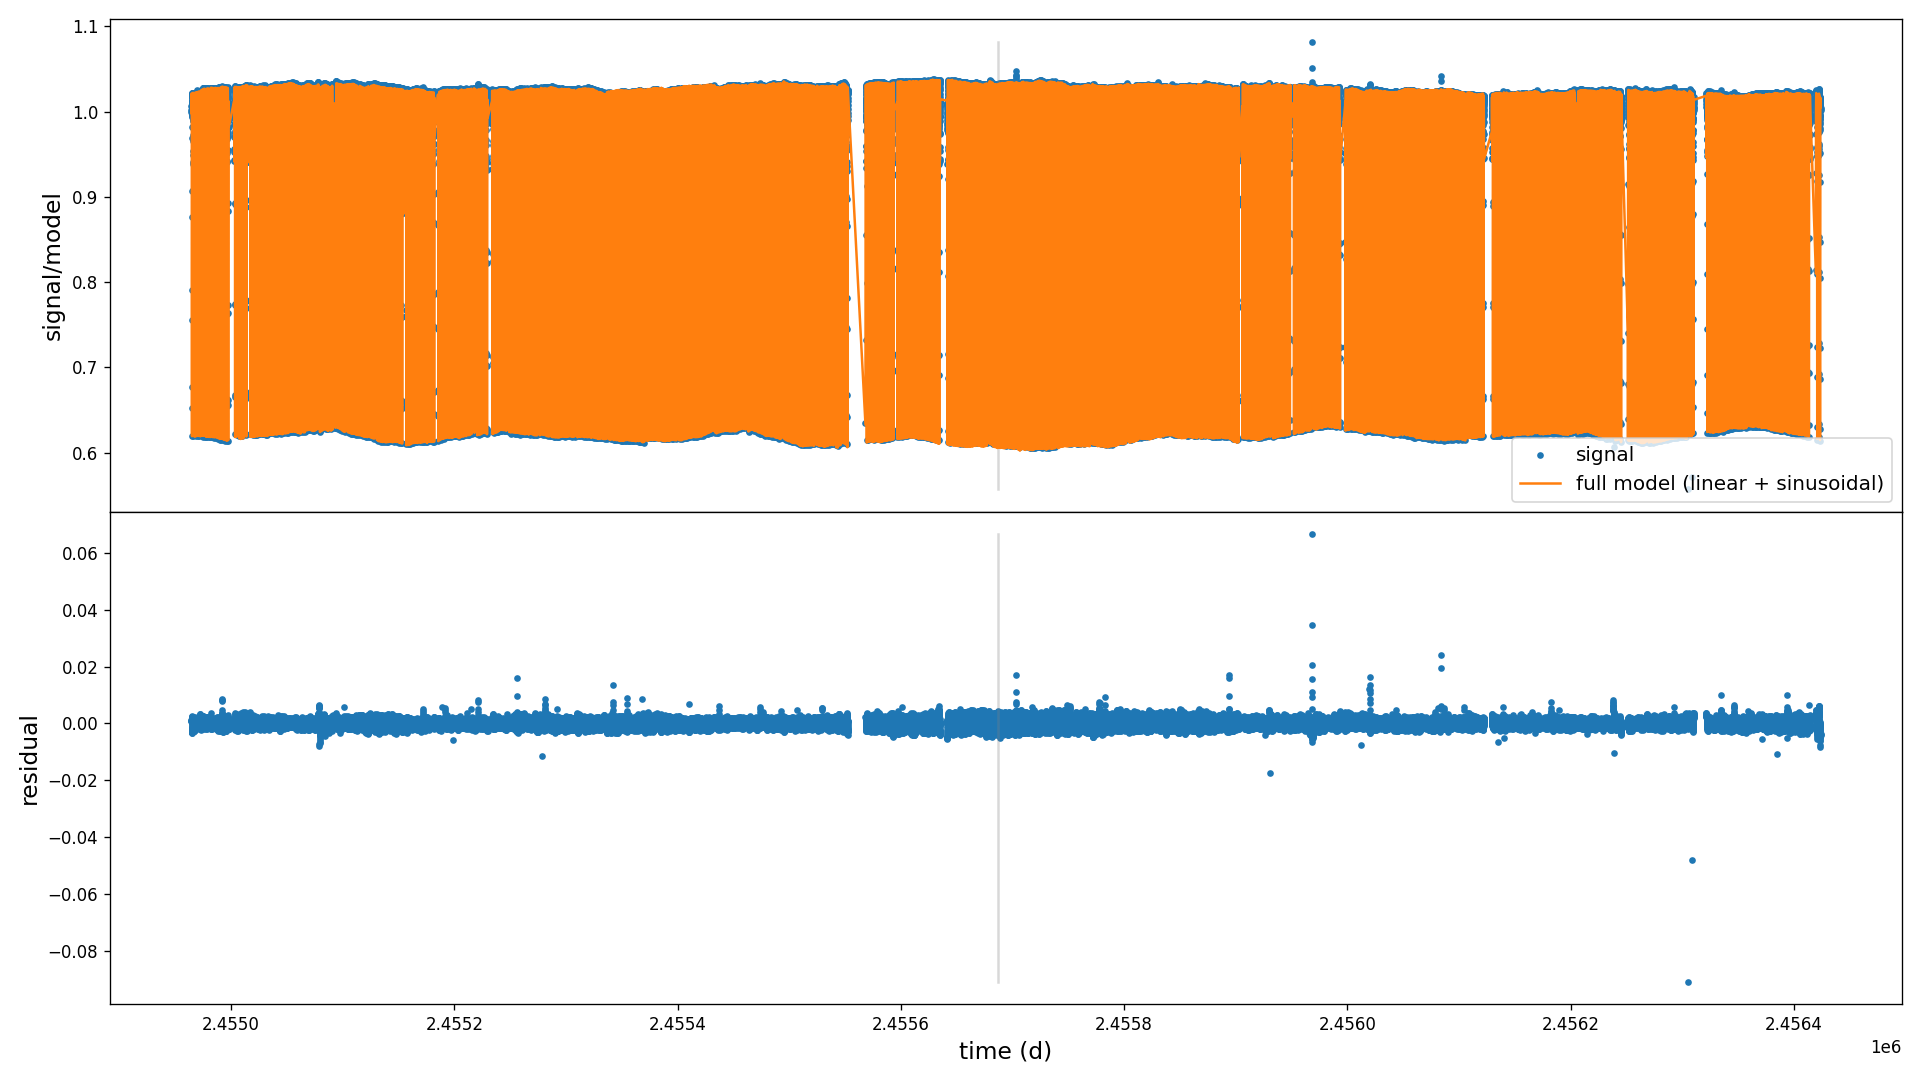 1.1
1.0
0.9
0.8
0.7
0.6
signal/model
signal
full model (linear + sinusoidal)
0.06
0.04
0.02
0.00
−0.02
−0.04
−0.06
−0.08
residual
2.4550 2.4552 2.4554 2.4556 2.4558 2.4560 2.4562 2.4564
1e6
time (d)